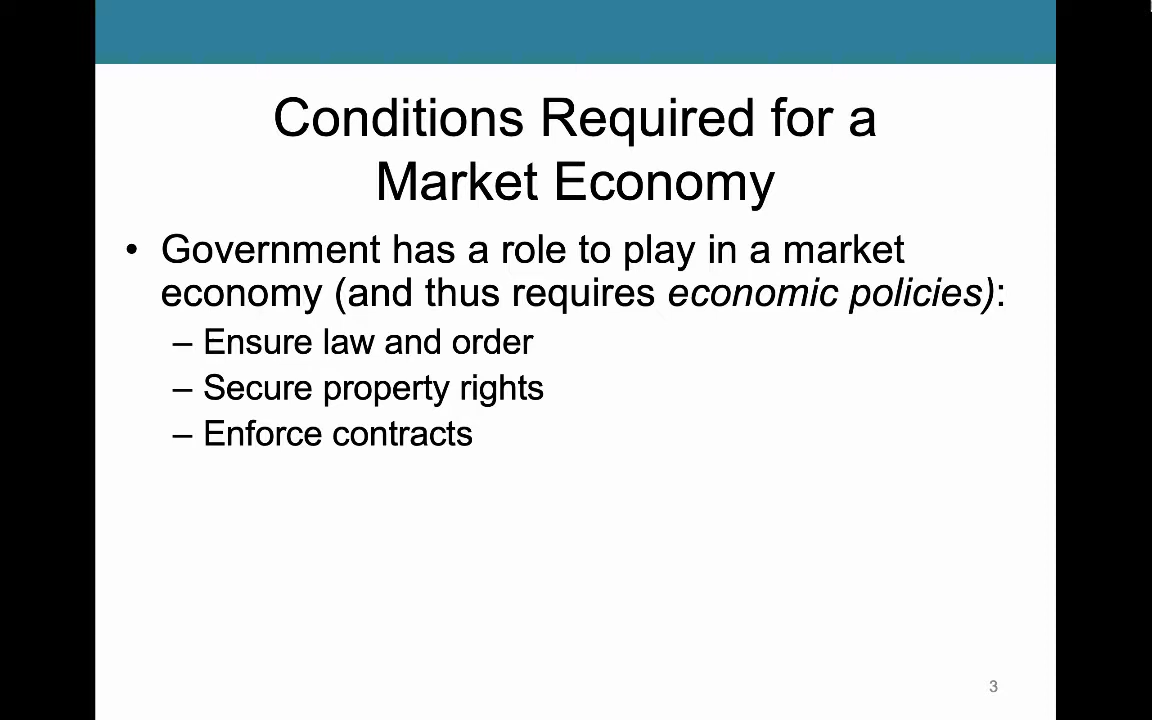 Conditions Required for a
Market Economy
• Government has a role to play in a market
economy (and thus requires economic policies):
– Ensure law and order
– Secure property rights
– Enforce contracts
3